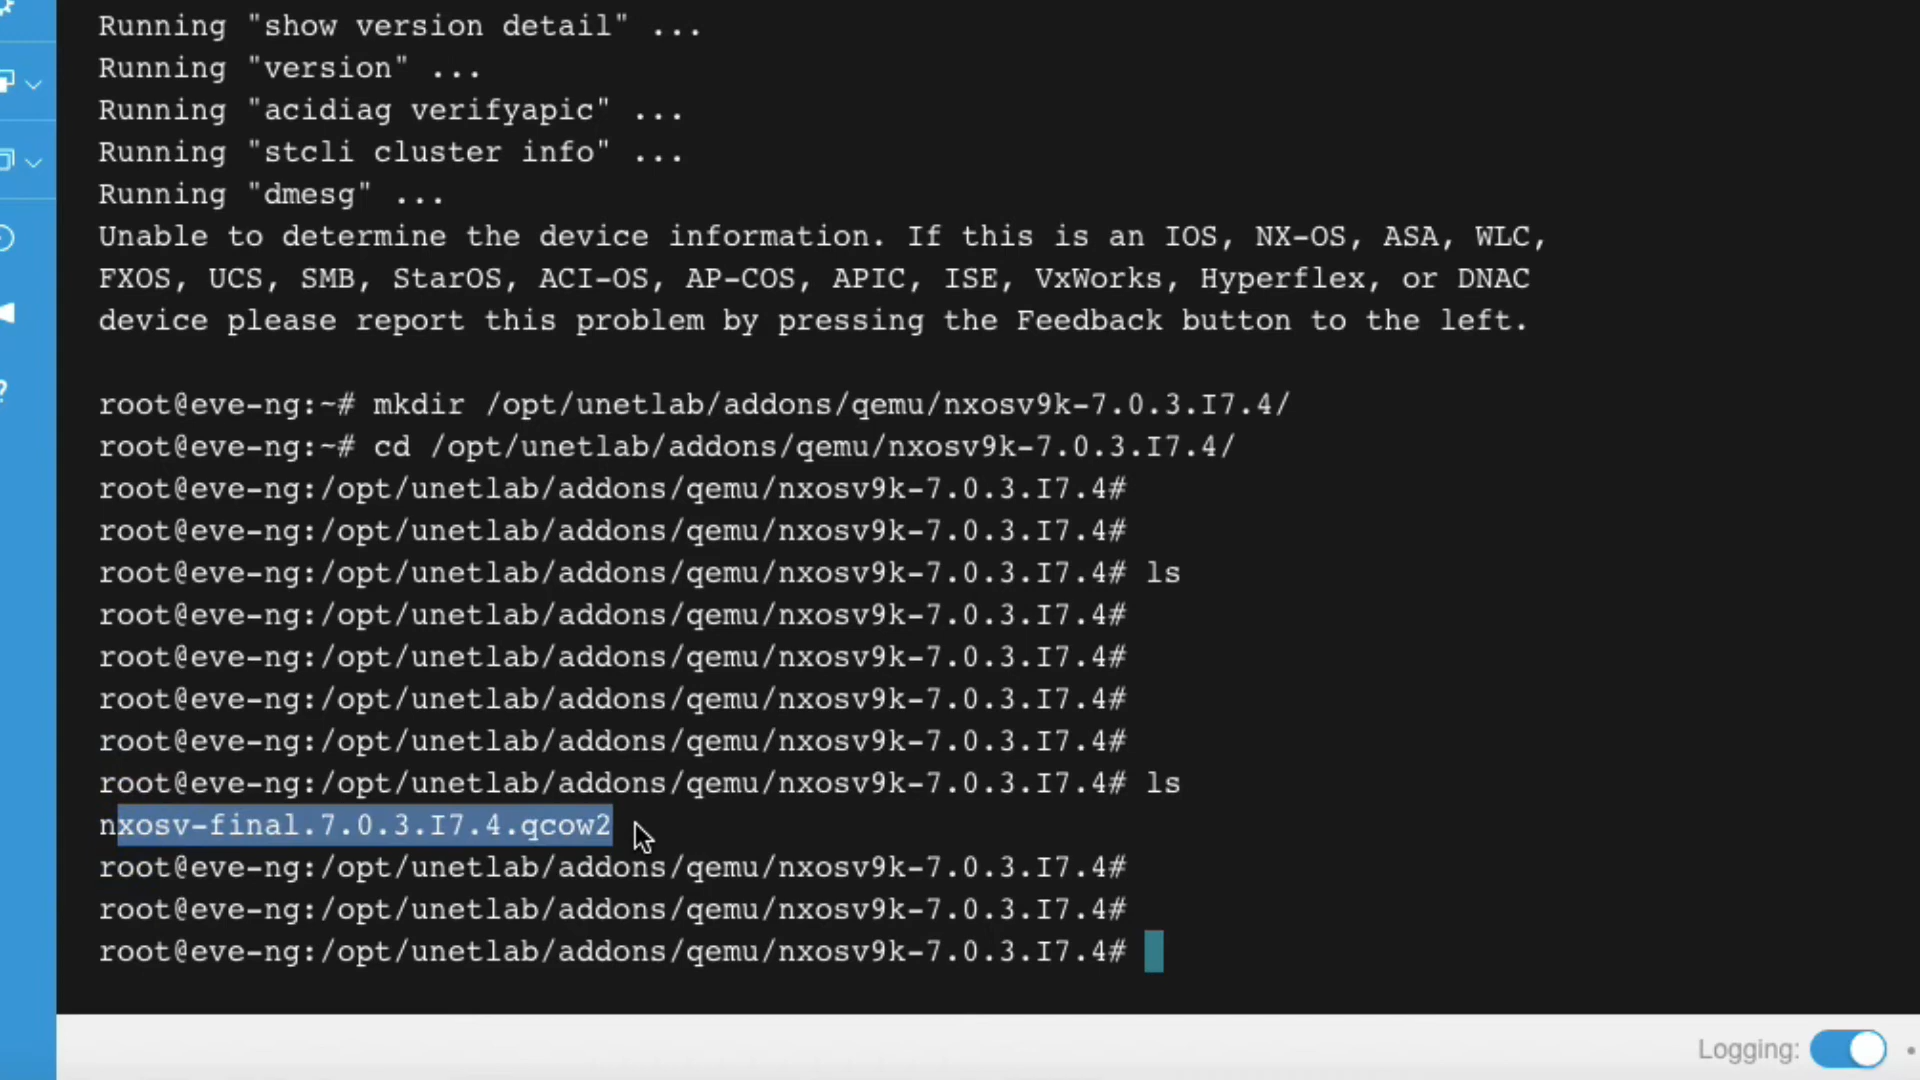 Running "show version detail" ...
Running "version" ...
Running "acidiag verifyapic" ...
Running "stcli cluster info" ...
Running "dmesg" ...
Unable to determine the device information. If this is an IOS, NX-OS, ASA, WLC,
FXOS, UCS, SMB, StarOS, ACI-OS, AP-COS, APIC, ISE, VxWorks, Hyperflex, or DNAC
device please report this problem by pressing the Feedback button to the left.
root@eve-ng:~# mkdir /opt/unetlab/addons/qemu/nxosv9k-7.0.3.I7.4/
root@eve-ng:~# cd /opt/unetlab/addons/qemu/nxosv9k-7.0.3.I7.4/
root@eve-ng:/opt/unetlab/addons/qemu/nxosv9k-7.0.3.I7.4#
root@eve-ng:/opt/unetlab/addons/qemu/nxosv9k-7.0.3.I7.4#
root@eve-ng:/opt/unetlab/addons/qemu/nxosv9k-7.0.3.I7.4# ls
root@eve-ng:/opt/unetlab/addons/qemu/nxosv9k-7.0.3.I7.4#
root@eve-ng:/opt/unetlab/addons/qemu/nxosv9k-7.0.3.I7.4#
root@eve-ng:/opt/unetlab/addons/qemu/nxosv9k-7.0.3.I7.4#
root@eve-ng:/opt/unetlab/addons/qemu/nxosv9k-7.0.3.I7.4#
root@eve-ng:/opt/unetlab/addons/qemu/nxosv9k-7.0.3.I7.4# ls
nxosv-final.7.0.3.I7.4.qcow2
root@eve-ng:/opt/unetlab/addons/qemu/nxosv9k-7.0.3.I7.4#
root@eve-ng:/opt/unetlab/addons/qemu/nxosv9k-7.0.3.I7.4#
root@eve-ng:/opt/unetlab/addons/qemu/nxosv9k-7.0.3.I7.4#
Logging: